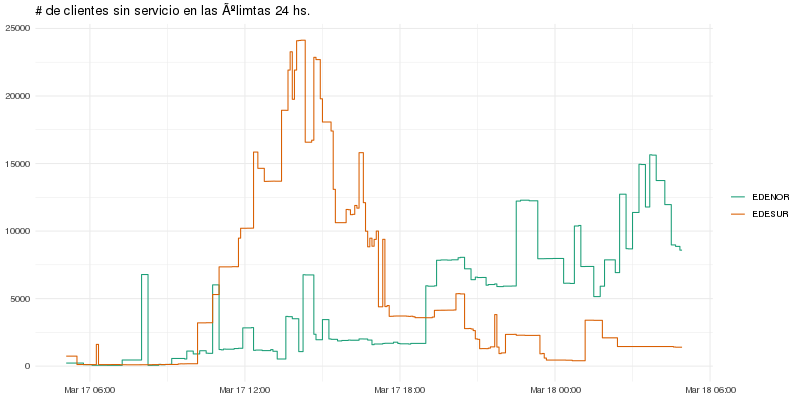 # de clientes sin servicio en las Ãºlimtas 24 hs.
25000
20000
15000
10000
5000
0
Mar 17 06:00
Mar 17 12:00
Mar 17 18:00
Mar 18 00:00
Mar 18 06:00
EDENOR
EDESUR